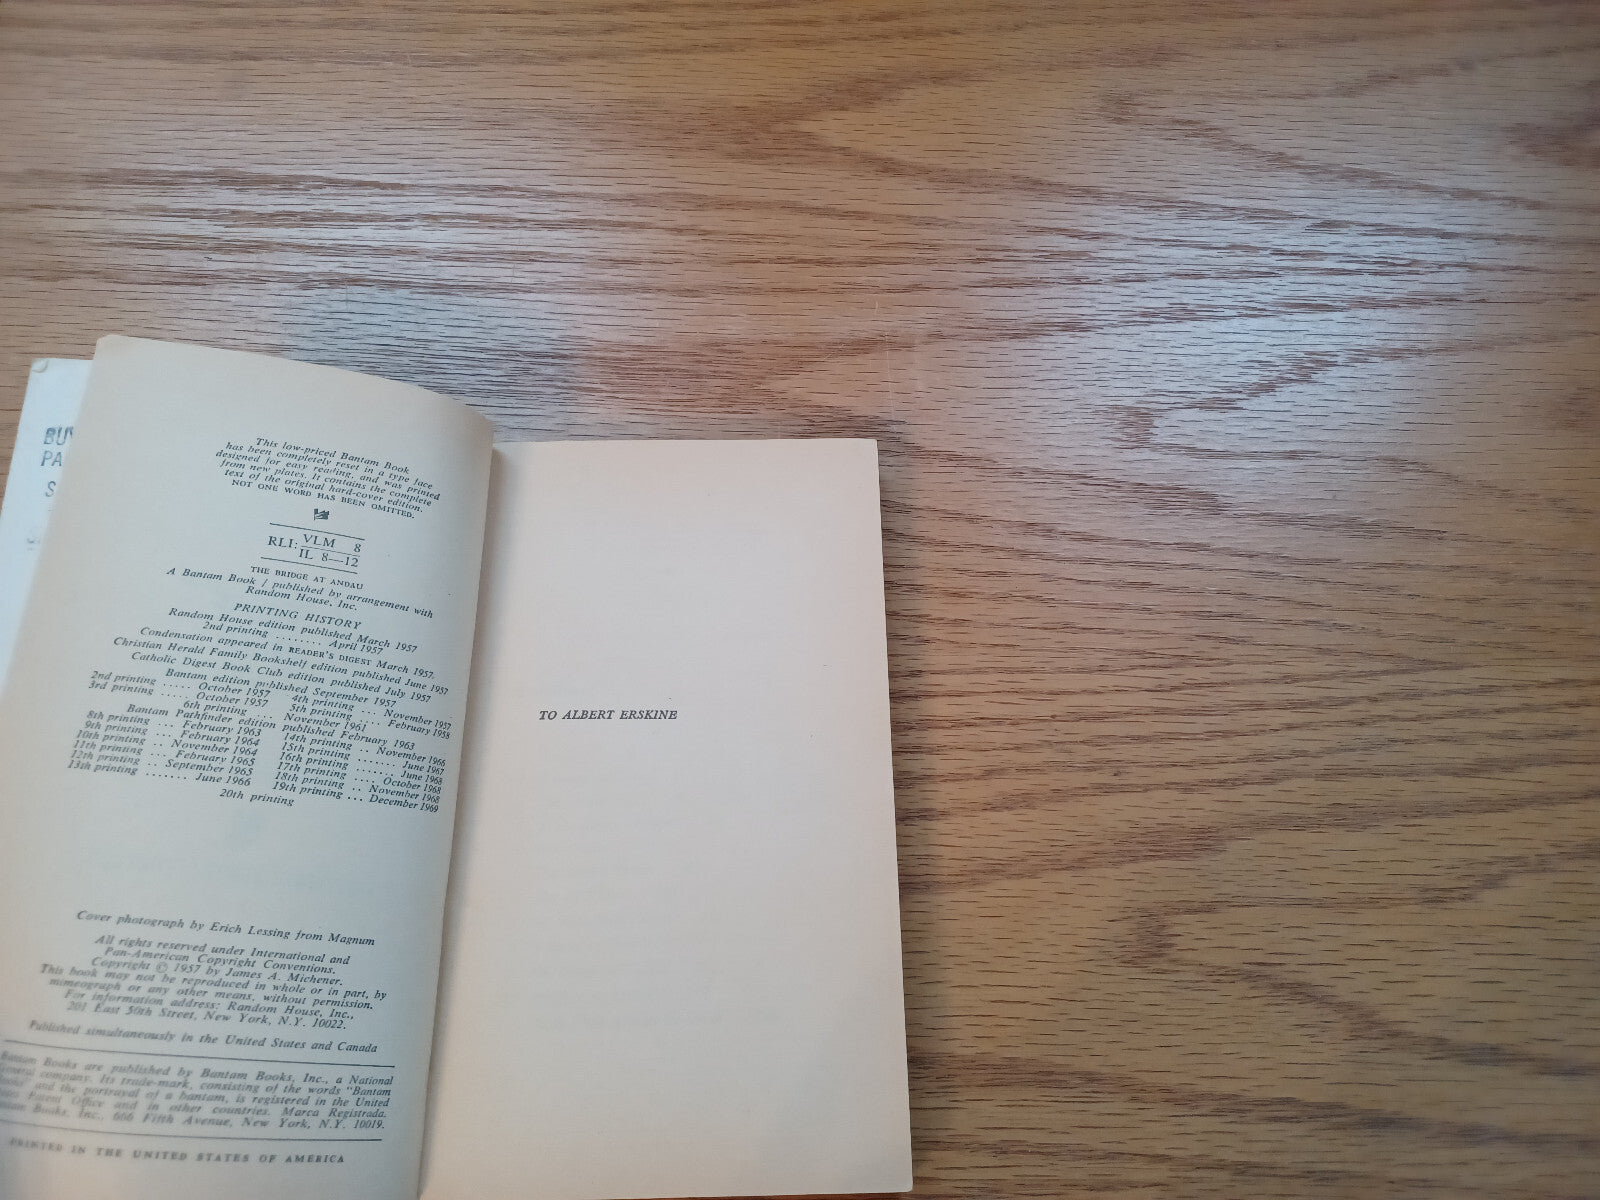 BUY
PA
S
This low-priced Bantam Book
has been completely reset in a type face
designed for easy reading, and was printed
from new plates. It contains the complete
text of the original hard-cover edition.
NOT ONE WORD HAS BEEN OMITTED.
RLI: VLM 8
IL 8—12
THE BRIDGE AT ANDAU
A Bantam Book / published by arrangement with
Random House, Inc.
PRINTING HISTORY
Random House edition published March 1957
2nd printing ........ April 1957
Condensation appeared in READER'S DIGEST March 1957
Christian Herald Family Bookshelf edition published June 1957
Catholic Digest Book Club edition published July 1957
Bantam edition published September 1957
2nd printing ..... October 1957 4th printing ... November 1957
3rd printing ..... October 1957 5th printing .... February 1958
6th printing ... November 1961
Bantam Pathfinder edition published February 1963
8th printing ... February 1963 14th printing .. November 1966
9th printing ... February 1964 15th printing ....... June 1967
10th printing .. November 1964 16th printing ....... June 1968
11th printing ... February 1965 17th printing .... October 1968
12th printing .. September 1965 18th printing .. November 1968
13th printing ....... June 1966 19th printing ... December 1969
20th printing
Cover photograph by Erich Lessing from Magnum
All rights reserved under International and
Pan-American Copyright Conventions.
Copyright © 1957 by James A. Michener.
This book may not be reproduced in whole or in part, by
mimeograph or any other means, without permission.
For information address: Random House, Inc.,
201 East 50th Street, New York, N.Y. 10022.
Published simultaneously in the United States and Canada
Bantam Books are published by Bantam Books, Inc., a National
General company. Its trade-mark, consisting of the words "Bantam
Books" and the portrayal of a bantam, is registered in the United
States Patent Office and in other countries. Marca Registrada.
Bantam Books, Inc., 666 Fifth Avenue, New York, N.Y. 10019.
PRINTED IN THE UNITED STATES OF AMERICA
TO ALBERT ERSKINE